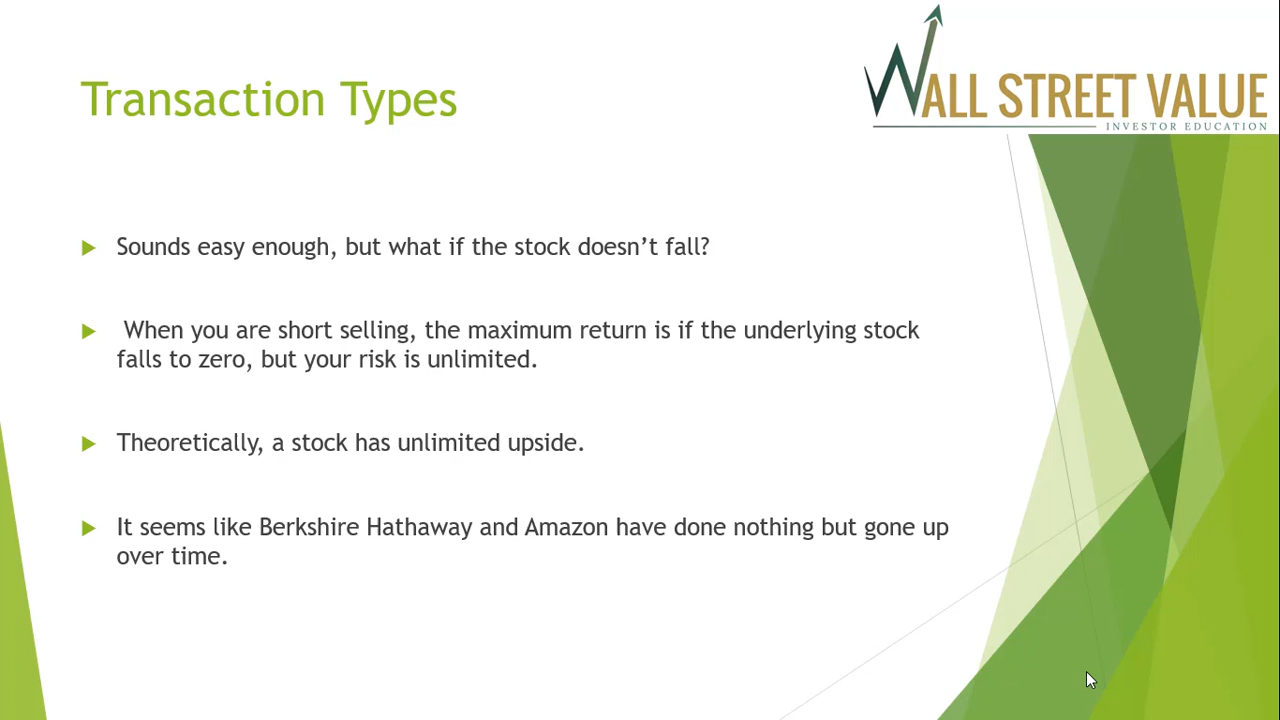 Transaction Types
WALL STREET VALUE
INVESTOR EDUCATION
Sounds easy enough, but what if the stock doesn’t fall?
When you are short selling, the maximum return is if the underlying stock
falls to zero, but your risk is unlimited.
Theoretically, a stock has unlimited upside.
It seems like Berkshire Hathaway and Amazon have done nothing but gone up
over time.